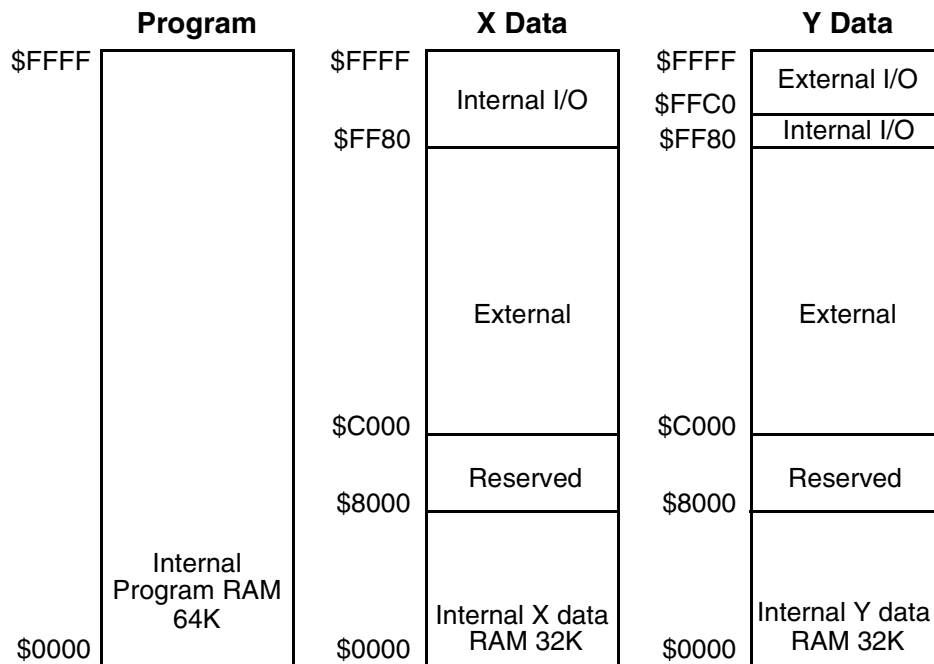 Program
$FFFF
Internal
Program RAM
64K
$0000
X Data
$FFFF
Internal I/O
$FF80
External
$C000
Reserved
$8000
Internal X data
RAM 32K
$0000
Y Data
$FFFF
External I/O
$FFC0
Internal I/O
$FF80
External
$C000
Reserved
$8000
Internal Y data
RAM 32K
$0000